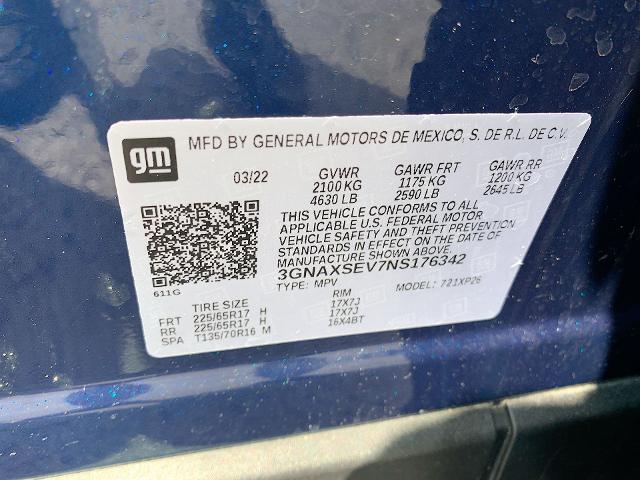 gm
MFD BY GENERAL MOTORS DE MEXICO, S. DE R.L. DE C.V.
03/22 GVWR GAWR FRT GAWR RR
2100 KG 1175 KG 1200 KG
4630 LB 2590 LB 2645 LB
THIS VEHICLE CONFORMS TO ALL
APPLICABLE U.S. FEDERAL MOTOR
VEHICLE SAFETY AND THEFT PREVENTION
STANDARDS IN EFFECT ON THE DATE OF
MANUFACTURE SHOWN ABOVE.
3GNAXSEV7NS176342
TYPE: MPV MODEL: 721XP26
611G
TIRE SIZE RIM
FRT 225/65R17 H 17X7J
RR 225/65R17 H 17X7J
SPA T135/70R16 M 16X4BT